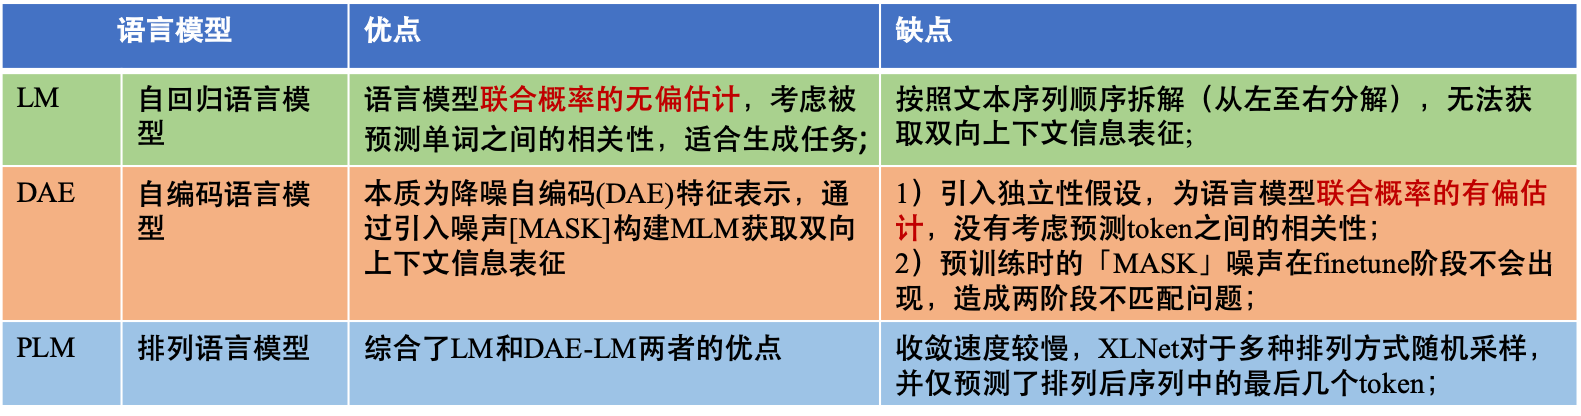 语言模型
优点
缺点
LM
自回归语言模
型
语言模型联合概率的无偏估计，考虑被
预测单词之间的相关性，适合生成任务;
按照文本序列顺序拆解（从左至右分解），无法获
取双向上下文信息表征;
DAE
自编码语言模
型
本质为降噪自编码(DAE)特征表示，通
过引入噪声[MASK]构建MLM获取双向
上下文信息表征
1）引入独立性假设，为语言模型联合概率的有偏估
计，没有考虑预测token之间的相关性；
2）预训练时的「MASK」噪声在finetune阶段不会出
现，造成两阶段不匹配问题；
PLM
排列语言模型
综合了LM和DAE-LM两者的优点
收敛速度较慢，XLNet对于多种排列方式随机采样，
并仅预测了排列后序列中的最后几个token；